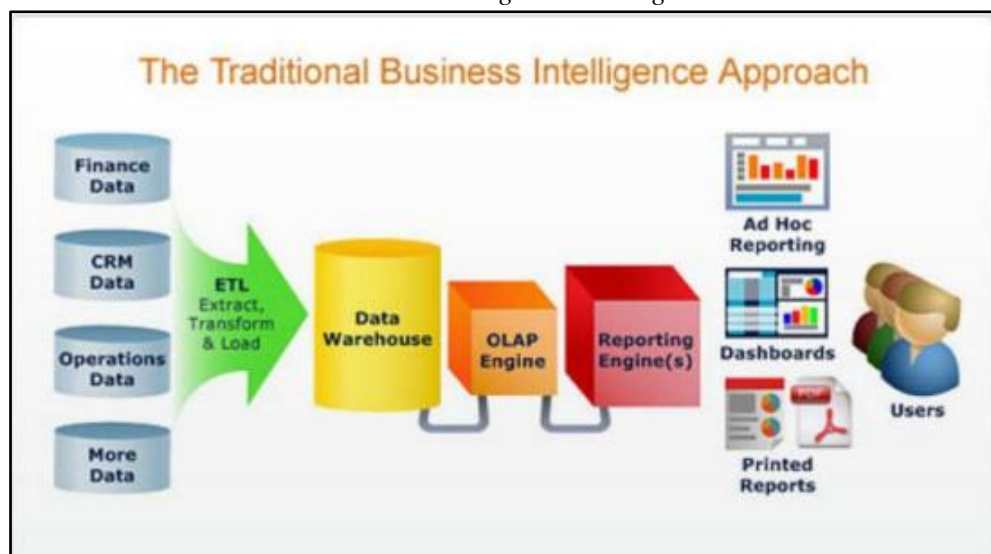 The Traditional Business Intelligence Approach
Finance
Data
CRM
Data
Operations
Data
More
Data
ETL
Extract,
Transform
& Load
Data
Warehouse
OLAP
Engine
Reporting
Engine(s)
Ad Hoc
Reporting
Dashboards
PDF
Printed
Reports
Users